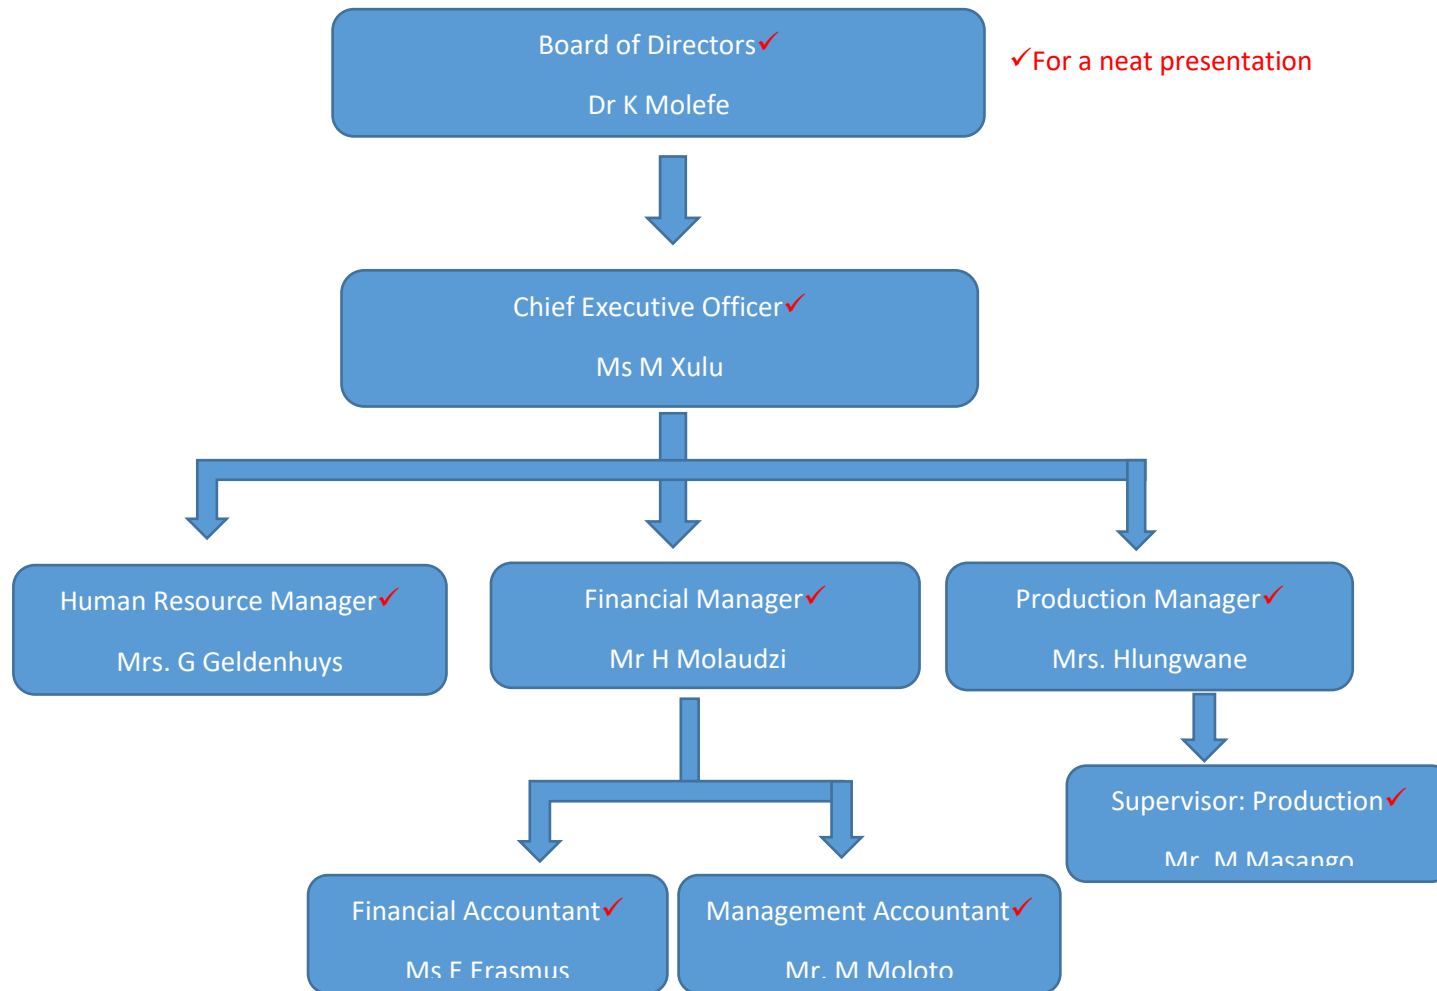 Board of Directors✓
Dr K Molefe
✓For a neat presentation
Chief Executive Officer✓
Ms M Xulu
Human Resource Manager✓
Mrs. G Geldenhuys
Financial Manager✓
Mr H Molaudzi
Production Manager✓
Mrs. Hlungwane
Supervisor: Production✓
Mr. M Masango
Financial Accountant✓
Ms Erasmus
Management Accountant✓
Mr. M Moloto